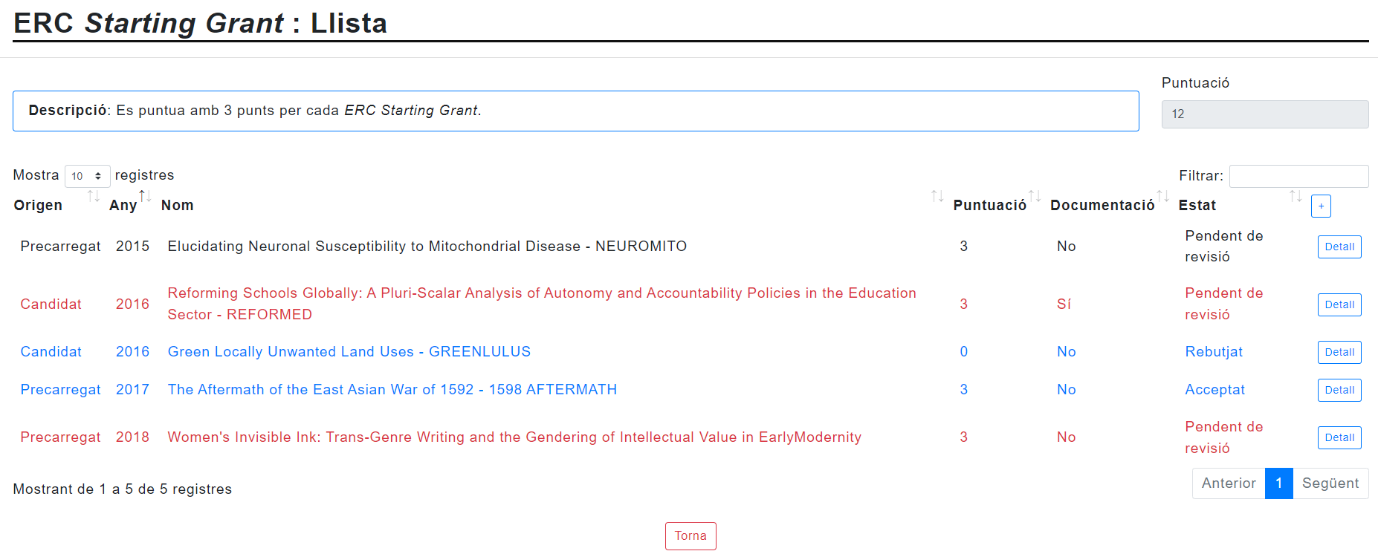 ERC Starting Grant : Llista
Puntuació
Descripció: Es puntua amb 3 punts per cada ERC Starting Grant.
12
Mostra 10 registres
Filtrar:
Origen Any Nom Puntuació Documentació Estat +
Precarregat 2015 Elucidating Neuronal Susceptibility to Mitochondrial Disease - NEUROMITO 3 No Pendent de
revisió Detall
Candidat 2016 Reforming Schools Globally: A Pluri-Scalar Analysis of Autonomy and Accountability Policies in the Education
Sector - REFORMED 3 Sí Pendent de
revisió Detall
Candidat 2016 Green Locally Unwanted Land Uses - GREENLULUS 0 No Rebutjat Detall
Precarregat 2017 The Aftermath of the East Asian War of 1592 - 1598 AFTERMATH 3 No Acceptat Detall
Precarregat 2018 Women's Invisible Ink: Trans-Genre Writing and the Gendering of Intellectual Value in EarlyModernity 3 No Pendent de
revisió Detall
Mostrant de 1 a 5 de 5 registres
Anterior 1 Següent
Torna